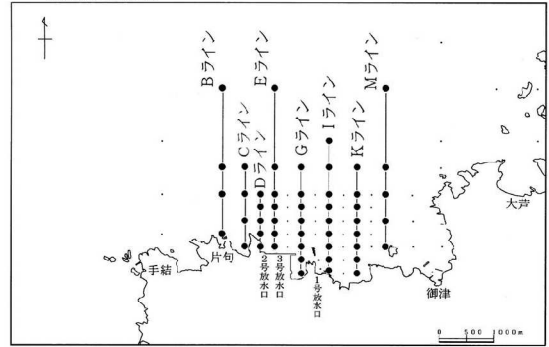 Bライン
Cライン
Dライン
Eライン
Gライン
Iライン
Kライン
Mライン
大芦
手結
片句
2号放水口
3号放水口
1号放水口
御津
0 500 1000m